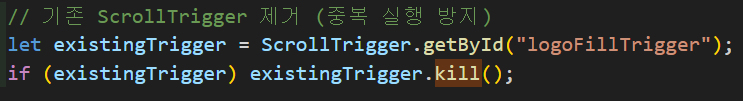 // 기존 ScrollTrigger 제거 (중복 실행 방지)
let existingTrigger = ScrollTrigger.getById("logoFillTrigger");
if (existingTrigger) existingTrigger.kill();